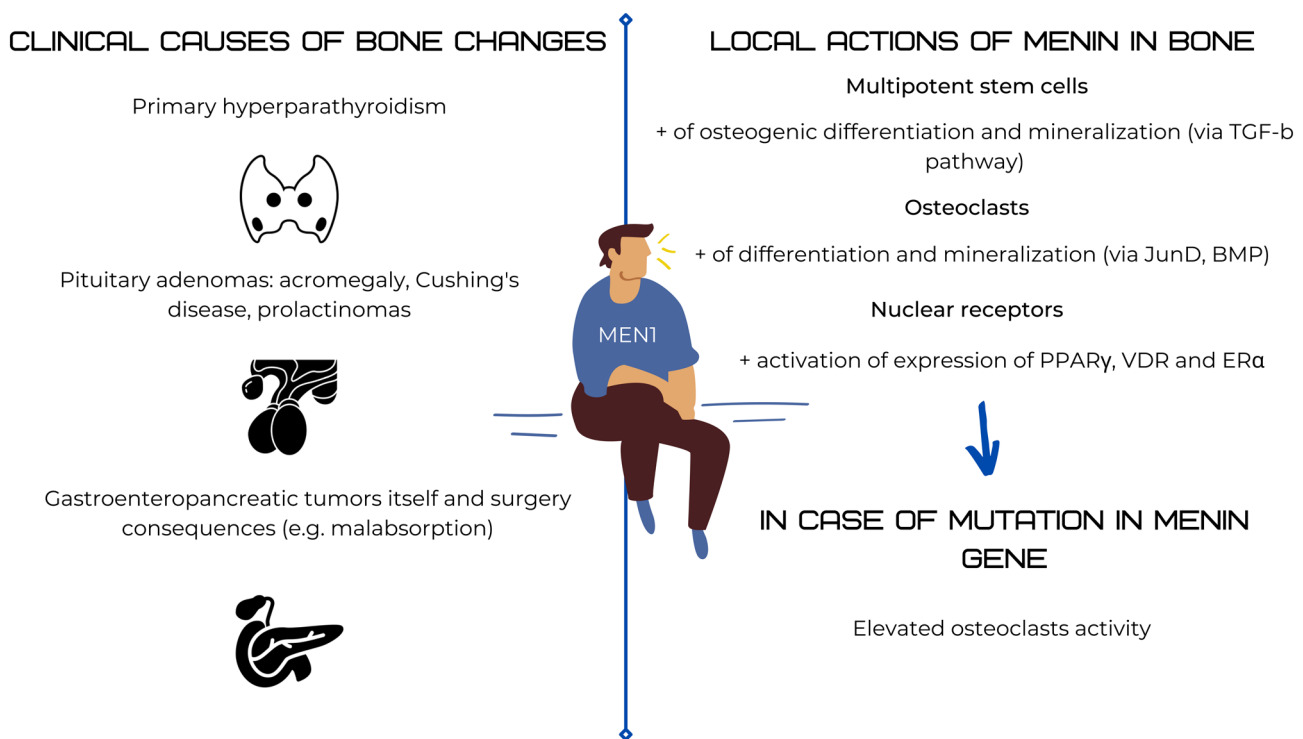 CLINICAL CAUSES OF BONE CHANGES
Primary hyperparathyroidism
Pituitary adenomas: acromegaly, Cushing's
disease, prolactinomas
Gastroenteropancreatic tumors itself and surgery
consequences (e.g. malabsorption)
MEN1
LOCAL ACTIONS OF MENIN IN BONE
Multipotent stem cells
+ of osteogenic differentiation and mineralization (via TGF-b
pathway)
Osteoclasts
+ of differentiation and mineralization (via JunD, BMP)
Nuclear receptors
+ activation of expression of PPARγ, VDR and ERα
IN CASE OF MUTATION IN MENIN
GENE
Elevated osteoclasts activity